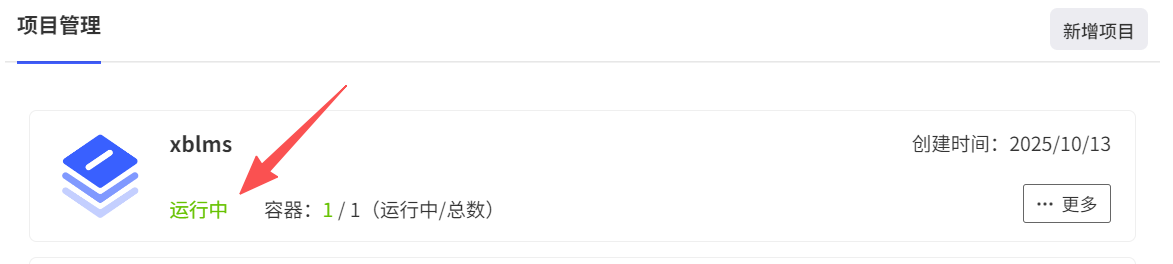 项目管理
新增项目
xblms
创建时间：2025/10/13
运行中 容器：1 / 1（运行中/总数）
··· 更多